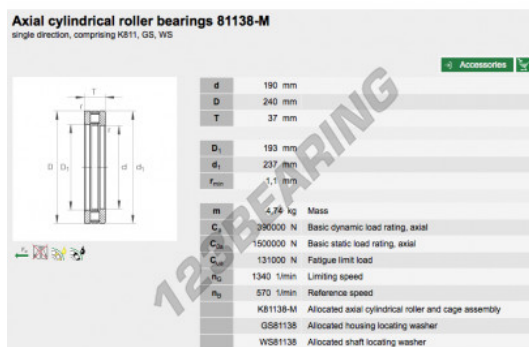 Axial cylindrical roller bearings 81138-M
single direction, comprising K811, GS, WS
Accessories
T
r
r
D D1 d d1
d 190 mm
D 240 mm
T 37 mm
D1 193 mm
d1 237 mm
rmin 1,1 mm
m 4,74 kg Mass
Ca 390000 N Basic dynamic load rating, axial
C0a 1500000 N Basic static load rating, axial
Cua 131000 N Fatigue limit load
nG 1340 1/min Limiting speed
nB 570 1/min Reference speed
K81138-M Allocated axial cylindrical roller and cage assembly
GS81138 Allocated housing locating washer
WS81138 Allocated shaft locating washer
123BEARING